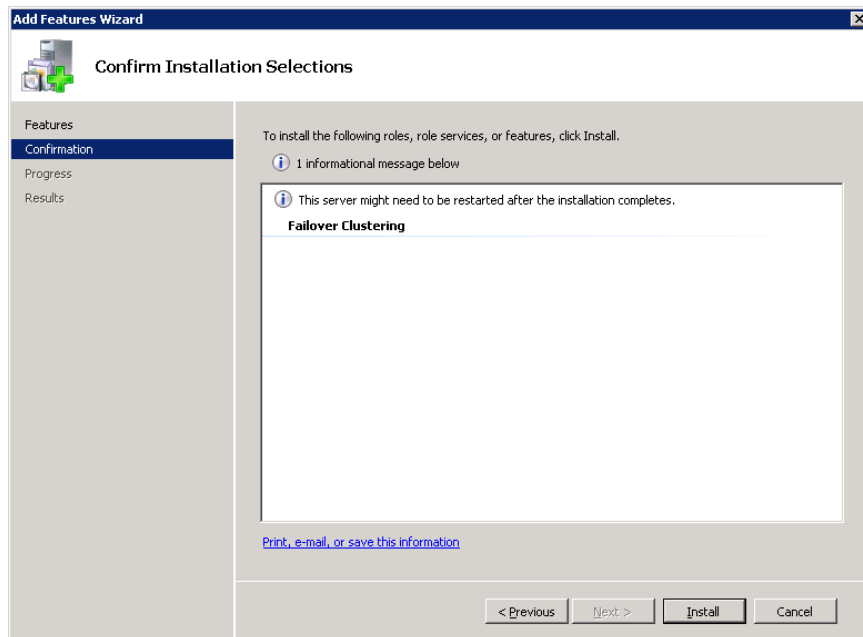 Add Features Wizard
Confirm Installation Selections
Features
Confirmation
Progress
Results
To install the following roles, role services, or features, click Install.
1 informational message below
This server might need to be restarted after the installation completes.
Failover Clustering
Print, e-mail, or save this information
< Previous
Next >
Install
Cancel